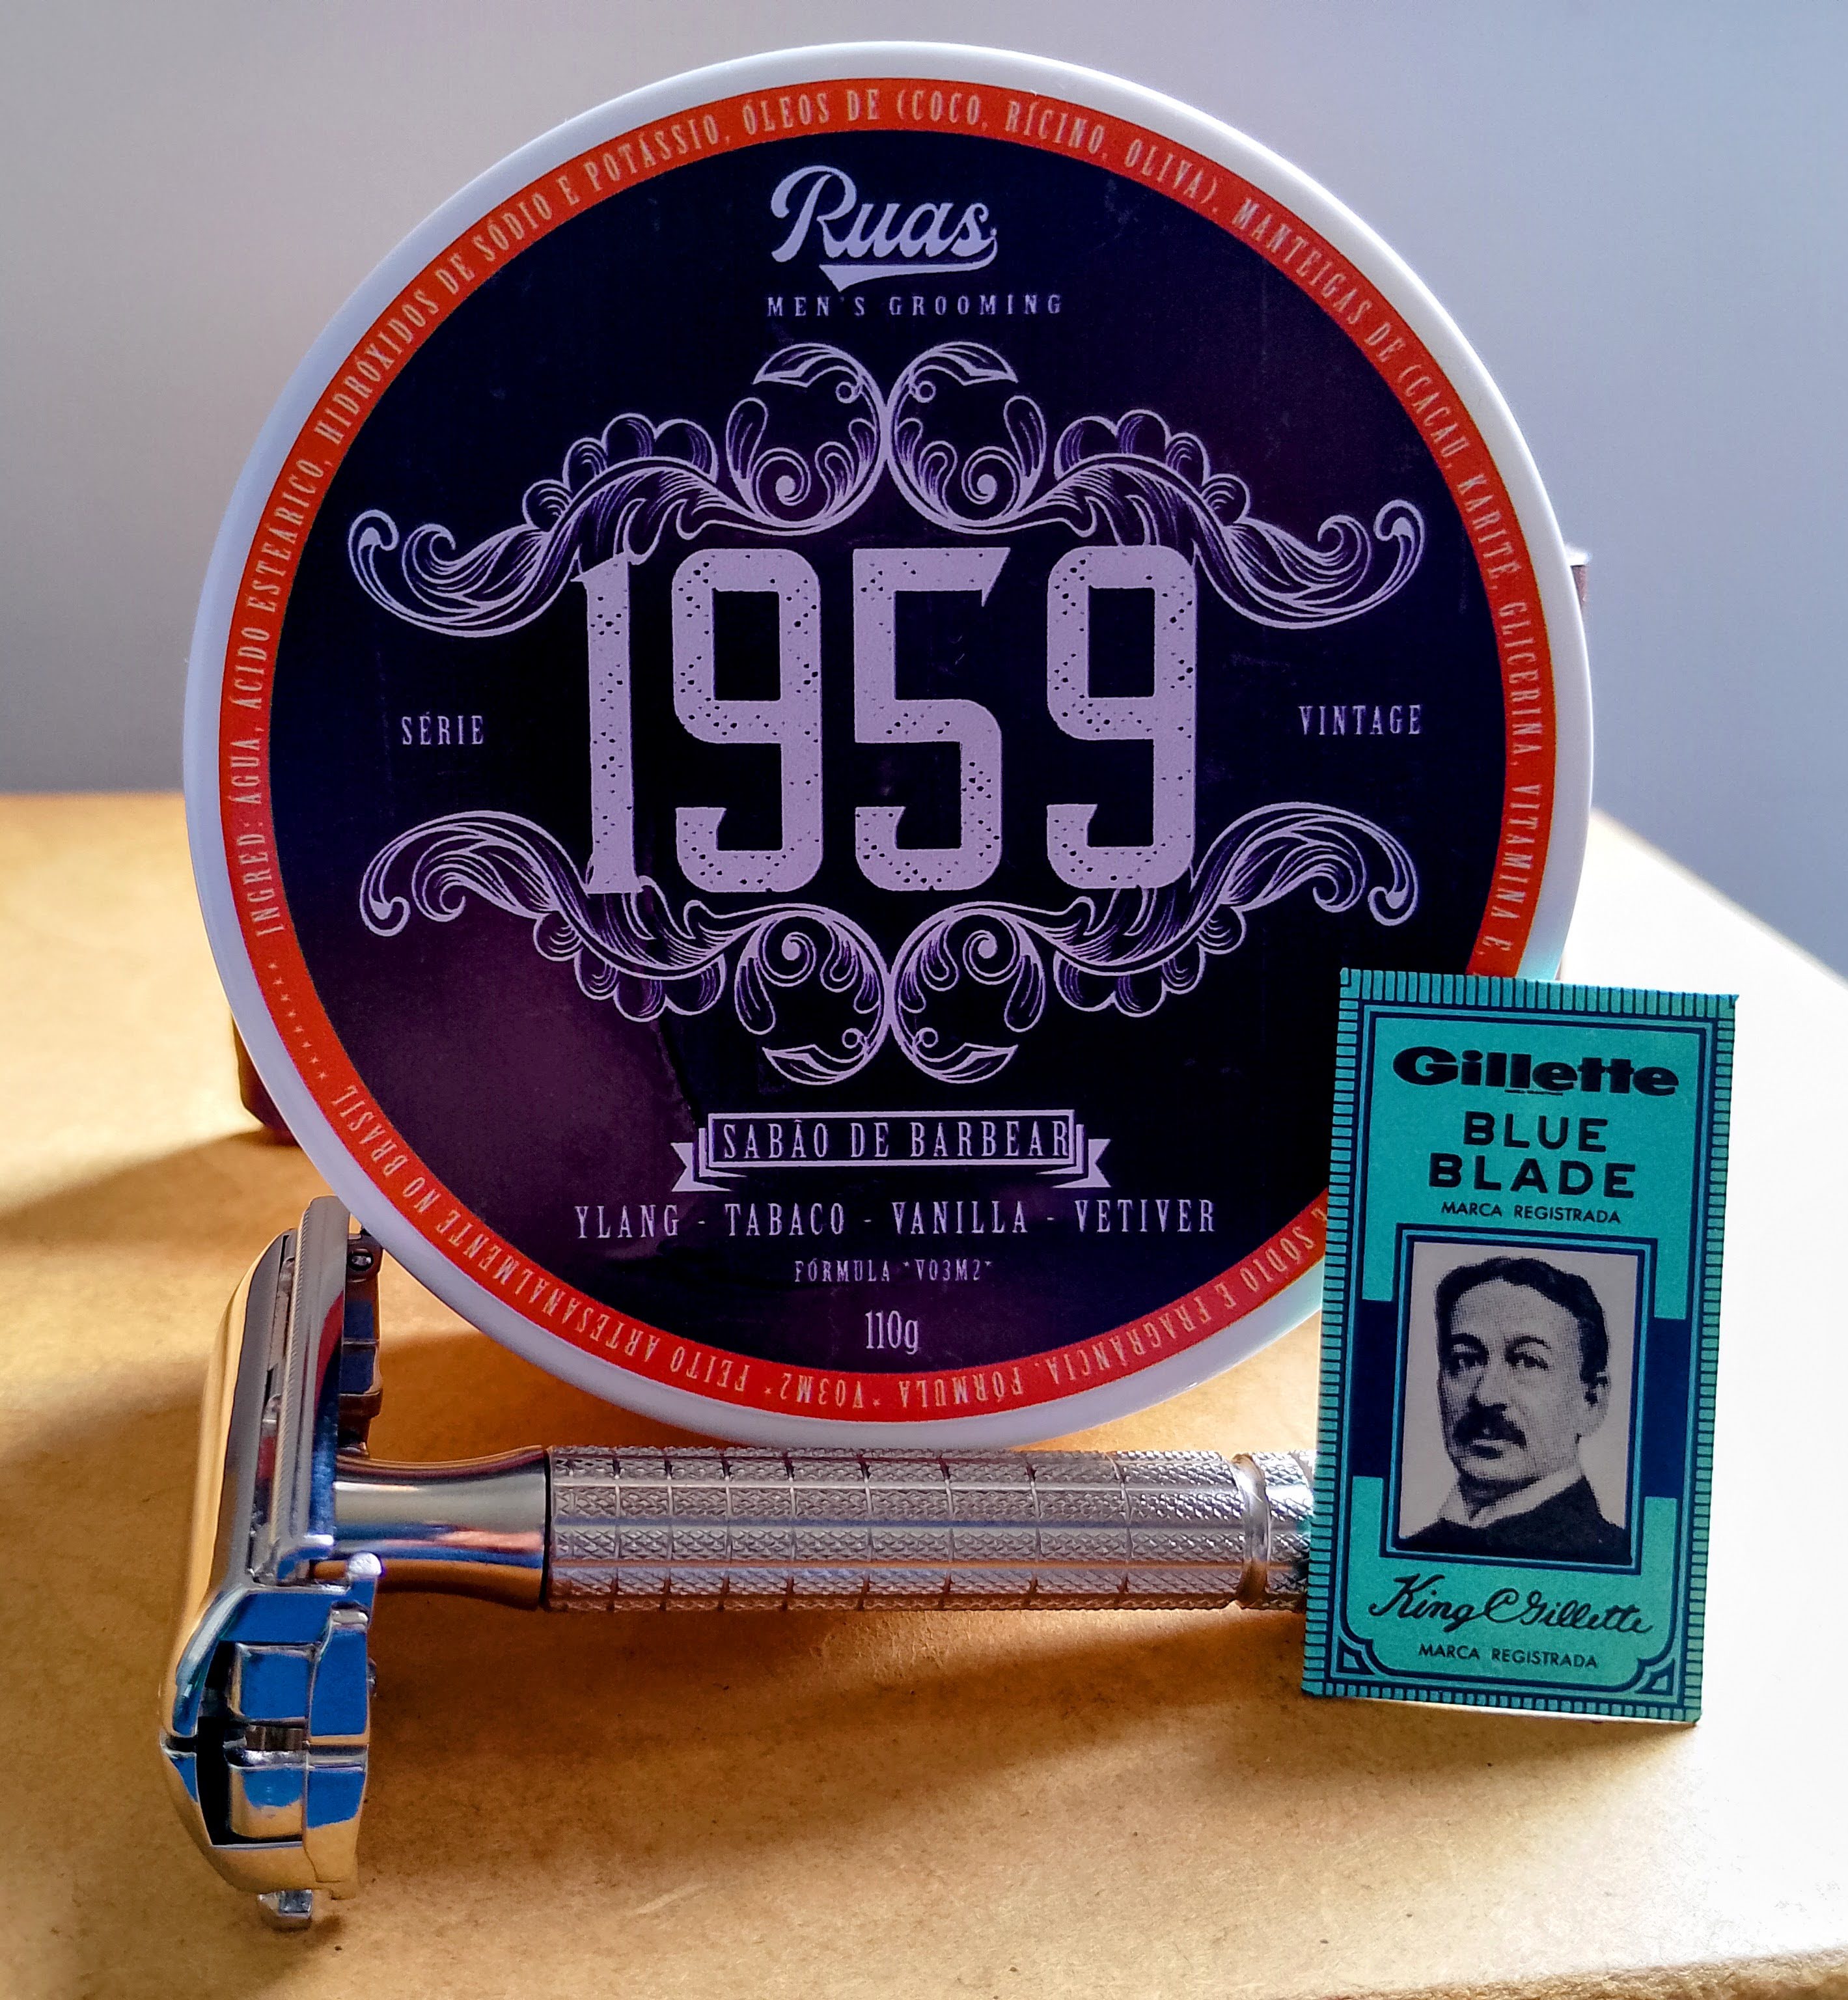 Ruas
MEN'S GROOMING
1959
SÉRIE
VINTAGE
SABÃO DE BARBEAR
YLANG - TABACO - VANILLA - VETIVER
FÓRMULA "VO3M2"
110g
INGRED: ÁGUA, ÁCIDO ESTEÁRICO, HIDRÓXIDOS DE SÓDIO E POTÁSSIO, ÓLEOS DE (COCO, RÍCINO, OLIVA), MANTEIGAS DE (CACAU, KARITÉ GLICERINA, VITAMINA E,
SÓDIO E FRAGRÂNCIA. FÓRMULA "VO3M2" FEITO ARTESANALMENTE NO BRASIL
Gillette
BLUE
BLADE
MARCA REGISTRADA
King C Gillette
MARCA REGISTRADA